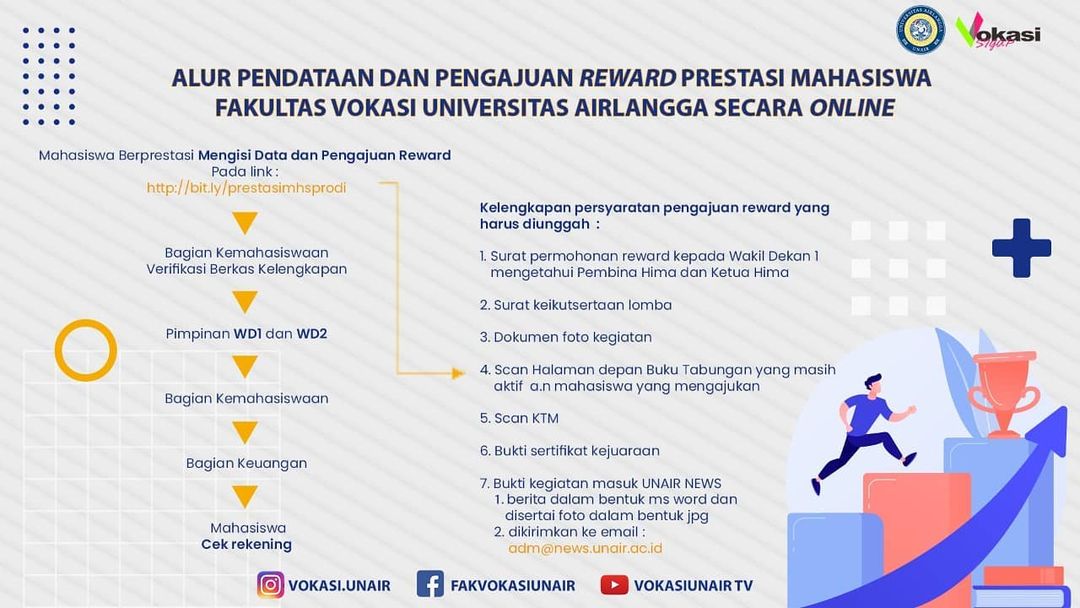 UNIVERSITAS AIRLANGGA
UNAIR
Vokasi
ALUR PENDATAAN DAN PENGAJUAN REWARD PRESTASI MAHASISWA
FAKULTAS VOKASI UNIVERSITAS AIRLANGGA SECARA ONLINE
Mahasiswa Berprestasi Mengisi Data dan Pengajuan Reward
Pada link :
http://bit.ly/prestasimhsprodi
Bagian Kemahasiswaan
Verifikasi Berkas Kelengkapan
Pimpinan WD1 dan WD2
Bagian Kemahasiswaan
Bagian Keuangan
Mahasiswa
Cek rekening
Kelengkapan persyaratan pengajuan reward yang
harus diunggah :
1. Surat permohonan reward kepada Wakil Dekan 1
mengetahui Pembina Hima dan Ketua Hima
2. Surat keikutsertaan lomba
3. Dokumen foto kegiatan
4. Scan Halaman depan Buku Tabungan yang masih
aktif a.n mahasiswa yang mengajukan
5. Scan KTM
6. Bukti sertifikat kejuaraan
7. Bukti kegiatan masuk UNAIR NEWS
1. berita dalam bentuk ms word dan
disertai foto dalam bentuk jpg
2. dikirimkan ke email :
adm@news.unair.ac.id
VOKASI.UNAIR
FAKVOKASIUNAIR
VOKASIUNAIR TV